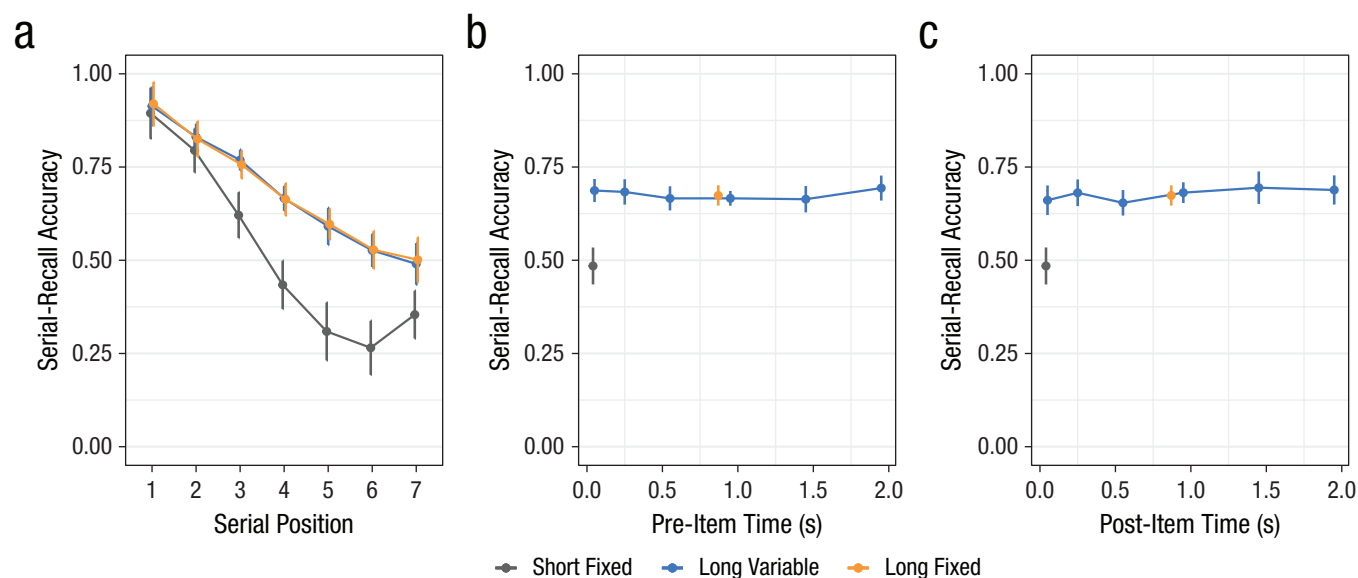 a
1.00
0.75
0.50
0.25
0.00
Serial-Recall Accuracy
1 2 3 4 5 6 7
Serial Position
b
1.00
0.75
0.50
0.25
0.00
Serial-Recall Accuracy
0.0 0.5 1.0 1.5 2.0
Pre-Item Time (s)
c
1.00
0.75
0.50
0.25
0.00
Serial-Recall Accuracy
0.0 0.5 1.0 1.5 2.0
Post-Item Time (s)
Short Fixed Long Variable Long Fixed